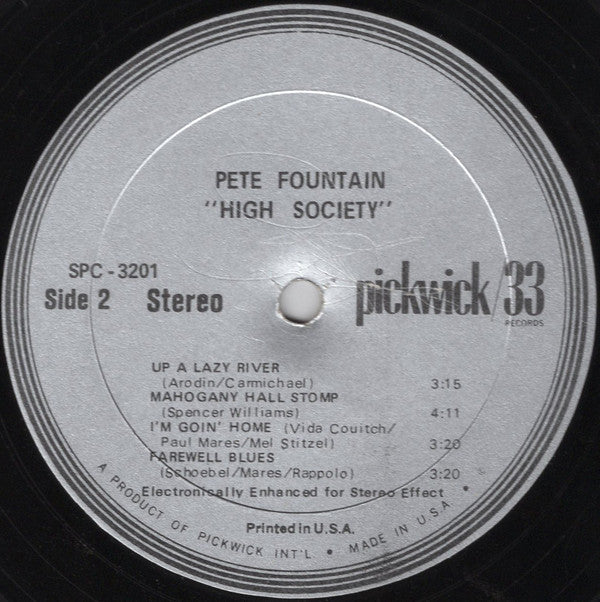 PETE FOUNTAIN
"HIGH SOCIETY"
SPC - 3201
Side 2 Stereo
pickwick/33
RECORDS
UP A LAZY RIVER
(Arodin/Carmichael) 3:15
MAHOGANY HALL STOMP
(Spencer Williams) 4:11
I'M GOIN' HOME (Vida Couitch/
Paul Mares/Mel Stitzel) 3:20
FAREWELL BLUES
(Schoebel/Mares/Rappolo) 3:20
Electronically Enhanced for Stereo Effect
Printed in U.S.A.
A PRODUCT OF PICKWICK INT'L • MADE IN U.S.A. •